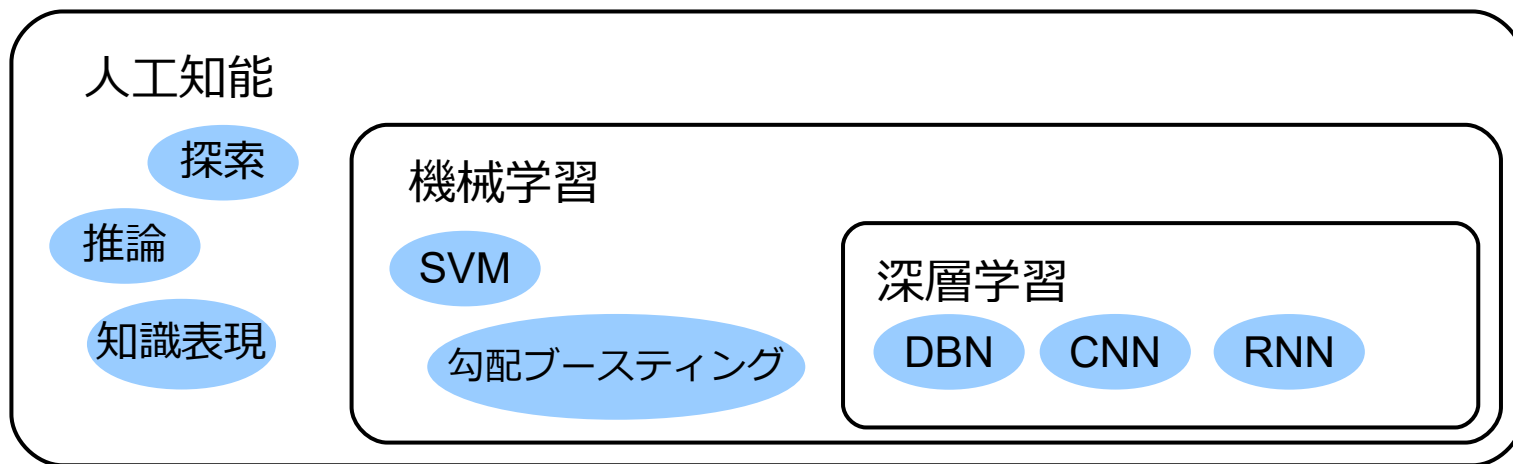 人工知能
探索
推論
知識表現
機械学習
SVM
勾配ブースティング
深層学習
DBN
CNN
RNN